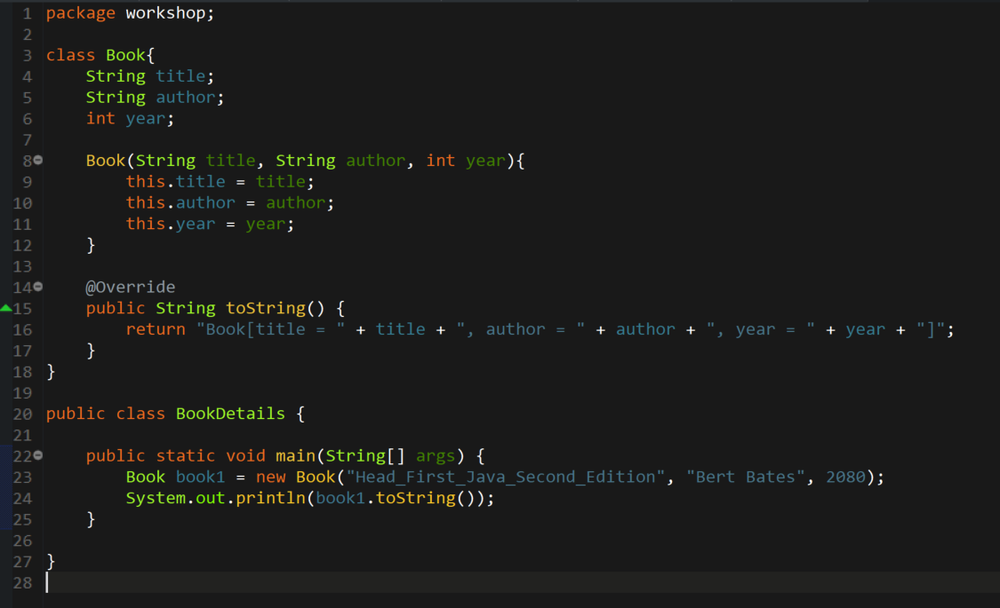 1 package workshop;
2
3 class Book{
4     String title;
5     String author;
6     int year;
7
8     Book(String title, String author, int year){
9         this.title = title;
10         this.author = author;
11         this.year = year;
12     }
13
14     @Override
15     public String toString() {
16         return "Book[title = " + title + ", author = " + author + ", year = " + year + "]";
17     }
18 }
19
20 public class BookDetails {
21
22     public static void main(String[] args) {
23         Book book1 = new Book("Head_First_Java_Second_Edition", "Bert Bates", 2080);
24         System.out.println(book1.toString());
25     }
26
27 }
28